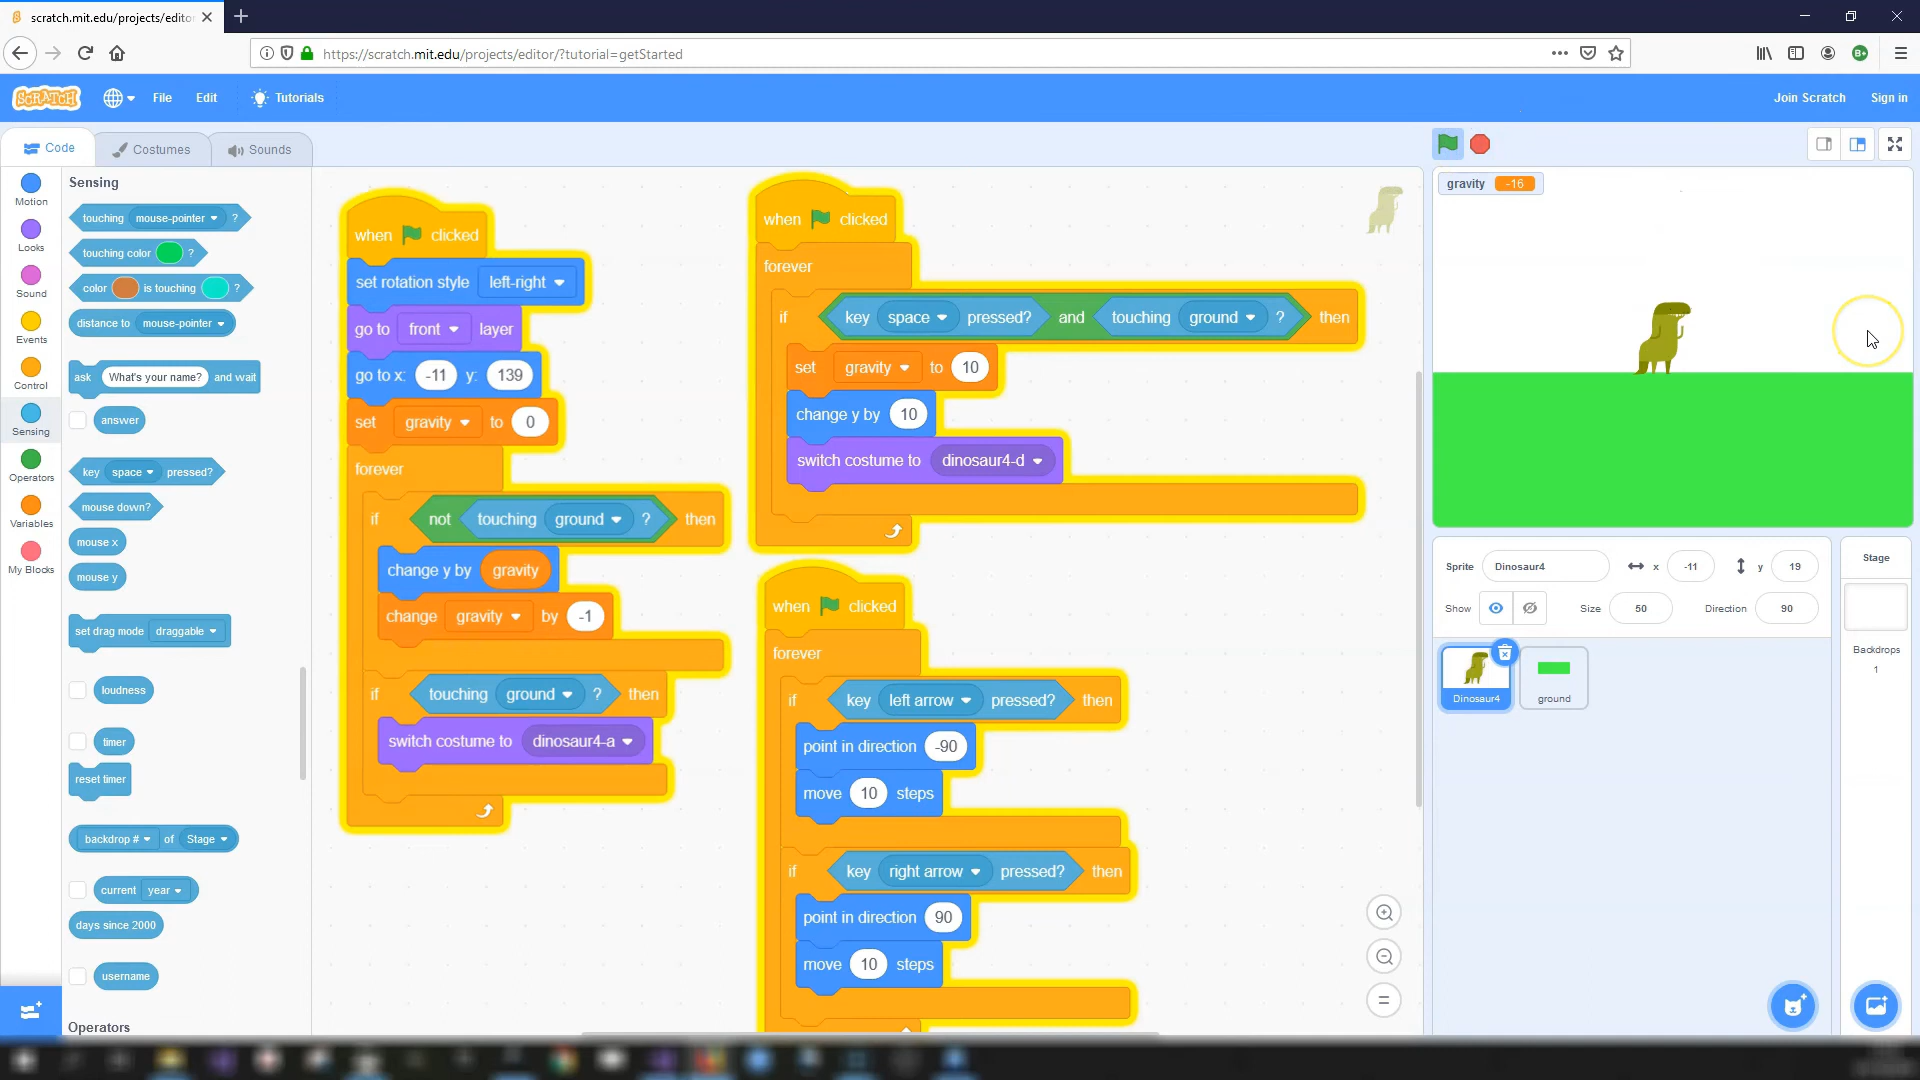 scratch.mit.edu/projects/edito
https://scratch.mit.edu/projects/editor/?tutorial=getStarted
SCRATCH File Edit Tutorials Join Scratch Sign in
Code Costumes Sounds
Motion
Looks
Sound
Events
Control
Sensing
Operators
Variables
My Blocks
Sensing
touching mouse-pointer ?
touching color ?
color is touching ?
distance to mouse-pointer
ask What's your name? and wait
answer
key space pressed?
mouse down?
mouse x
mouse y
set drag mode draggable
loudness
timer
reset timer
backdrop # of Stage
current year
days since 2000
username
Operators
when clicked
set rotation style left-right
go to front layer
go to x: -11 y: 139
set gravity to 0
forever
if not touching ground ? then
change y by gravity
change gravity by -1
if touching ground ? then
switch costume to dinosaur4-a
when clicked
forever
if key space pressed? and touching ground ? then
set gravity to 10
change y by 10
switch costume to dinosaur4-d
when clicked
forever
if key left arrow pressed? then
point in direction -90
move 10 steps
if key right arrow pressed? then
point in direction 90
move 10 steps
gravity -16
Sprite Dinosaur4 x -11 y 19
Show Size 50 Direction 90
Dinosaur4
ground
Stage
Backdrops
1